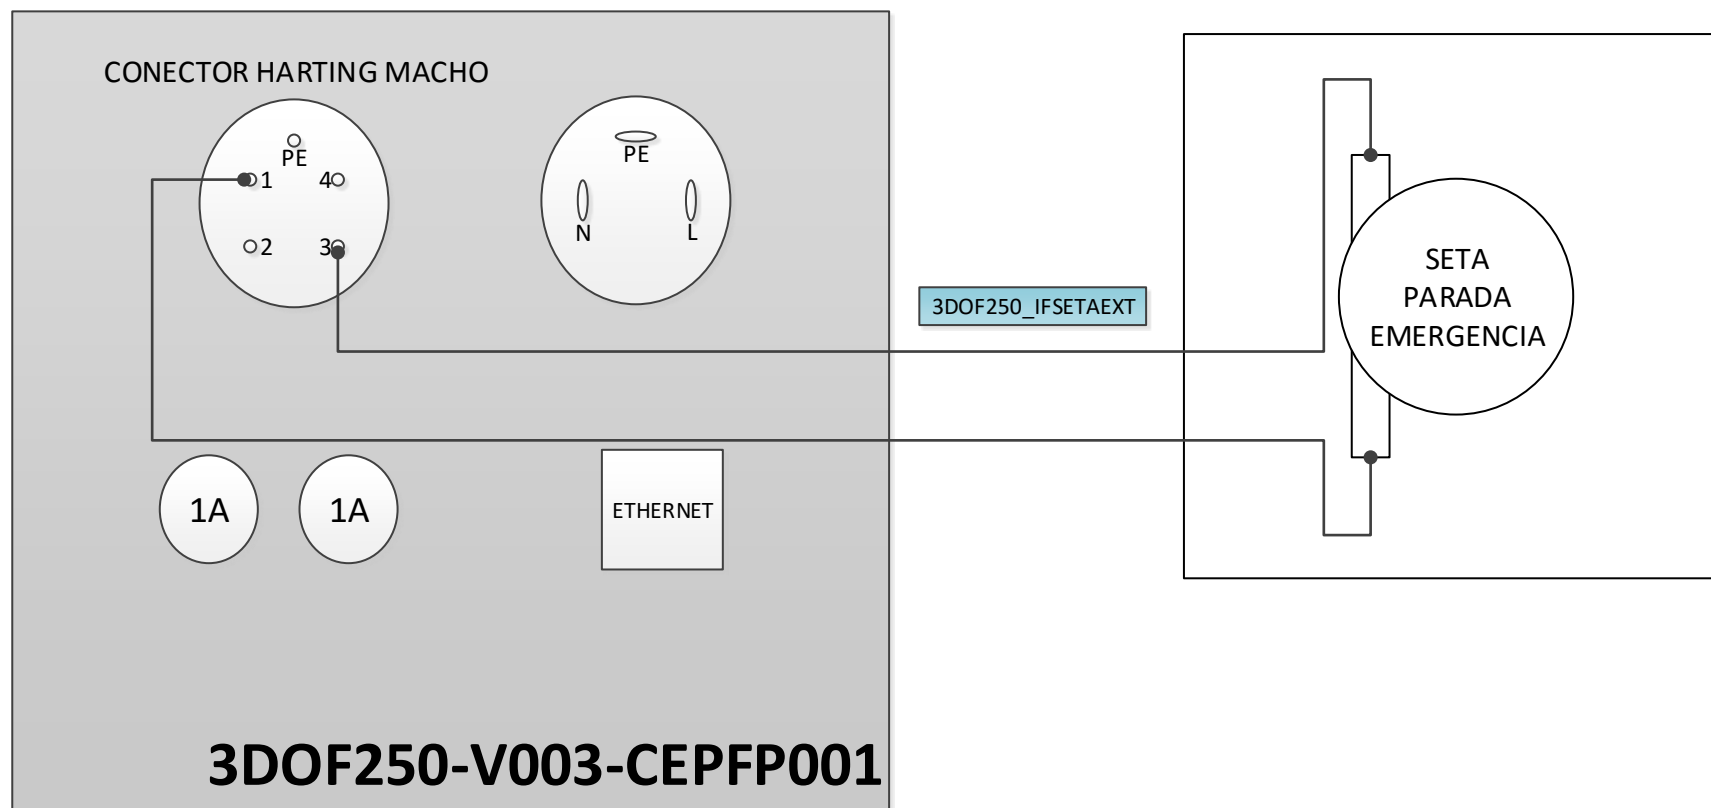 CONECTOR HARTING MACHO
PE
1
4
2
3
PE
N
L
3DOF250_IFSETAEXT
SETA
PARADA
EMERGENCIA
1A
1A
ETHERNET
3DOF250-V003-CEPFP001